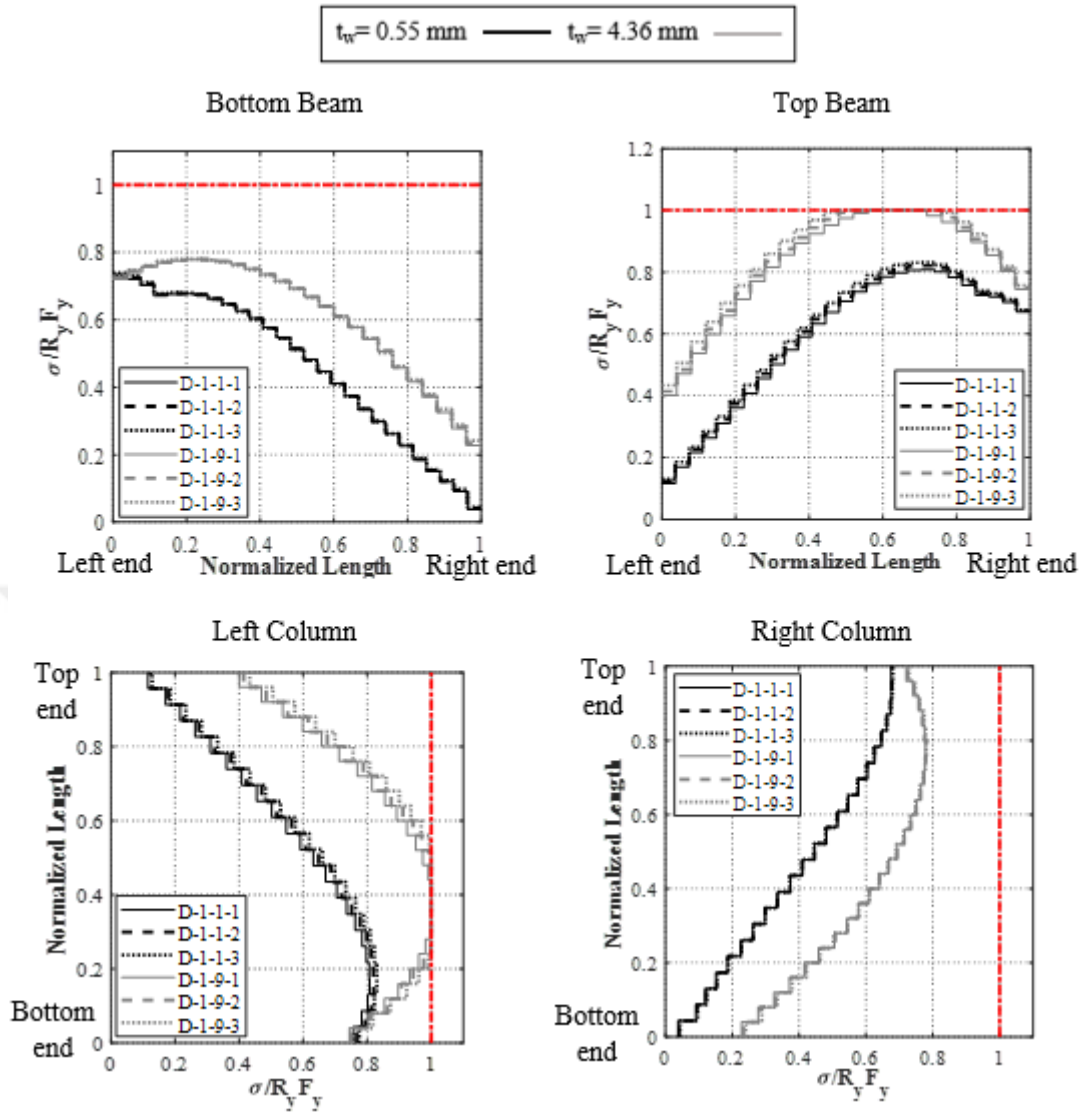 t_w= 0.55 mm t_w= 4.36 mm
Bottom Beam
1
0.8
0.6
0.4
0.2
0
σ/R_yF_y
D-1-1-1
D-1-1-2
D-1-1-3
D-1-9-1
D-1-9-2
D-1-9-3
0 0.2 0.4 0.6 0.8 1
Left end Normalized Length Right end
Top Beam
1.2
1
0.8
0.6
0.4
0.2
0
σ/R_yF_y
D-1-1-1
D-1-1-2
D-1-1-3
D-1-9-1
D-1-9-2
D-1-9-3
0 0.2 0.4 0.6 0.8 1
Left end Normalized Length Right end
Left Column
Top
end
1
0.8
0.6
0.4
0.2
0
Normalized Length
D-1-1-1
D-1-1-2
D-1-1-3
D-1-9-1
D-1-9-2
D-1-9-3
Bottom
end
0 0.2 0.4 0.6 0.8 1
σ/R_yF_y
Right Column
Top
end
1
0.8
0.6
0.4
0.2
0
Normalized Length
D-1-1-1
D-1-1-2
D-1-1-3
D-1-9-1
D-1-9-2
D-1-9-3
Bottom
end
0 0.2 0.4 0.6 0.8 1
σ/R_yF_y